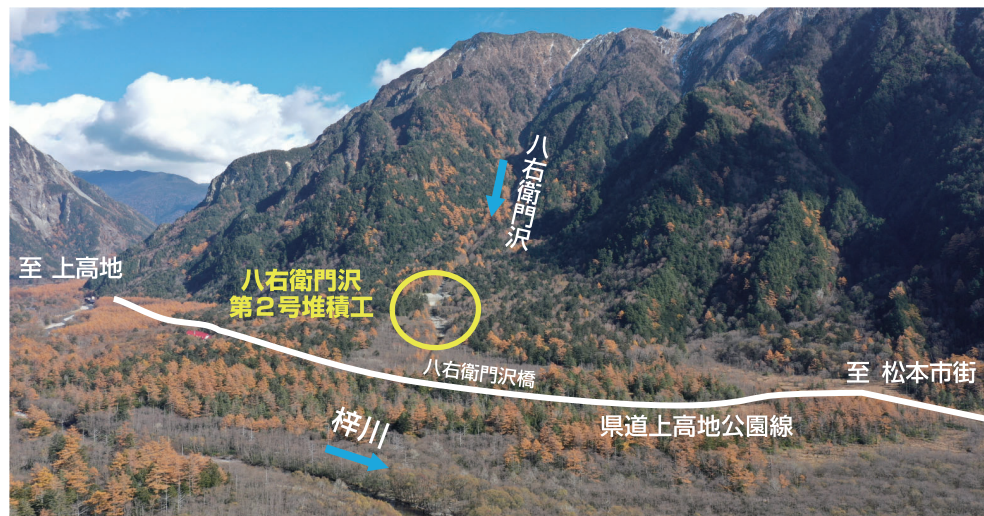 八右衛門沢
至 上高地
八右衛門沢
第2号堆積工
八右衛門沢橋
至 松本市街
県道上高地公園線
梓川